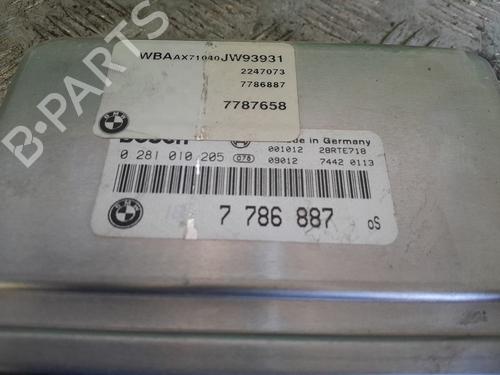 B-PARTS
WBAAX71040JW93931
2247073
7786887
7787658
Bosch
Made in Germany
0 281 010 205 078
001012 28RTE718
09012 7442 0113
7 786 887 oS